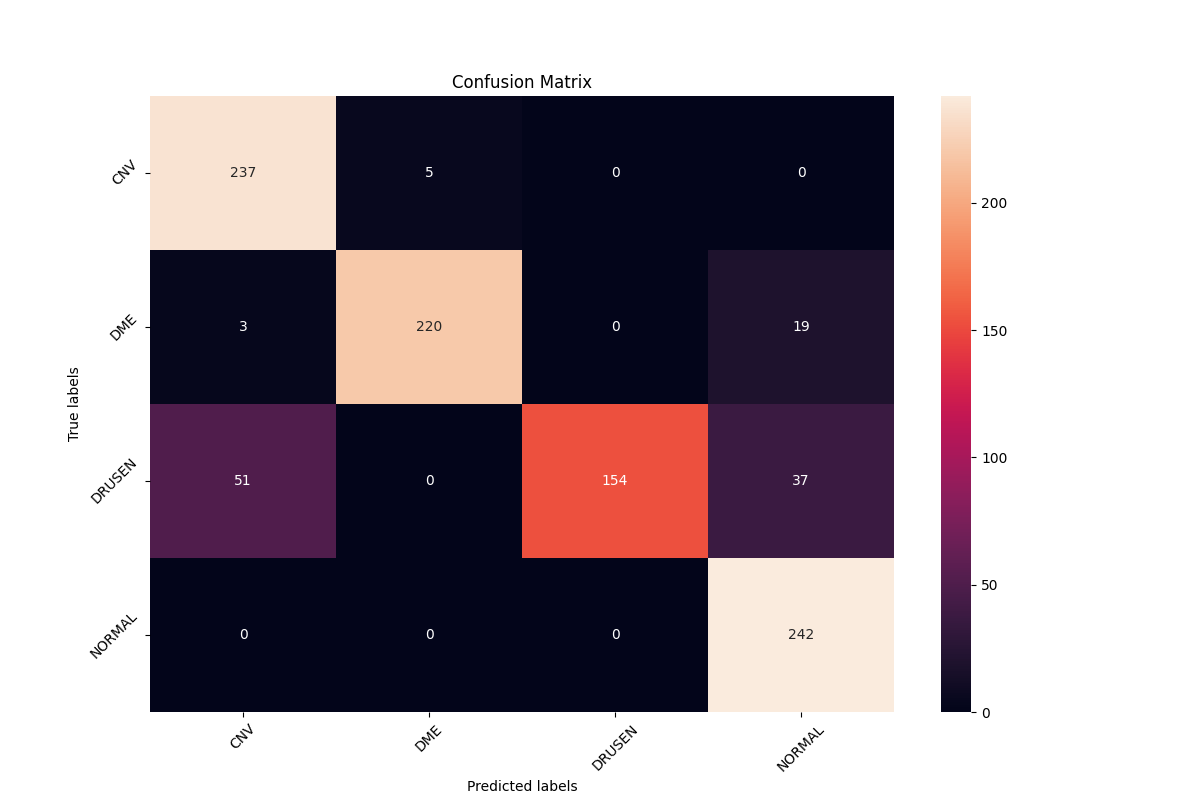 Confusion Matrix
CNV
237
5
0
0
200
DME
3
220
0
19
150
True labels
100
DRUSEN
51
0
154
37
50
NORMAL
0
0
0
242
0
CNV
DME
DRUSEN
NORMAL
Predicted labels